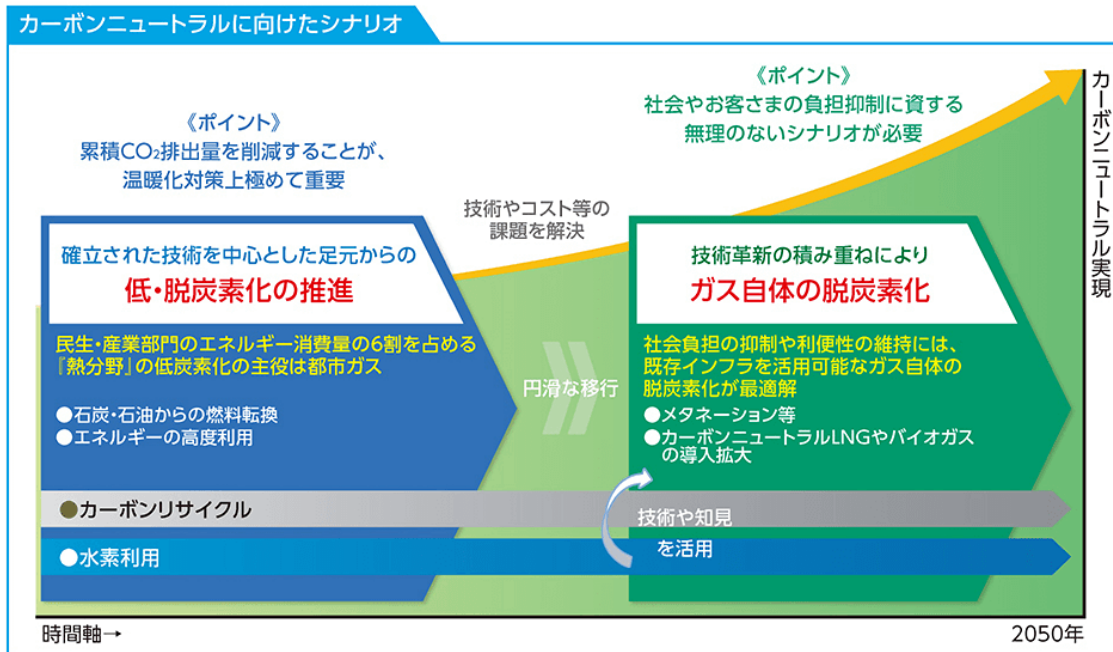 カーボンニュートラルに向けたシナリオ
《ポイント》
累積CO₂排出量を削減することが、
温暖化対策上極めて重要
《ポイント》
社会やお客さまの負担抑制に資する
無理のないシナリオが必要
カーボンニュートラル実現
技術やコスト等の
課題を解決
確立された技術を中心とした足元からの
低・脱炭素化の推進
民生・産業部門のエネルギー消費量の6割を占める
『熱分野』の低炭素化の主役は都市ガス
●石炭・石油からの燃料転換
●エネルギーの高度利用
円滑な移行
技術革新の積み重ねにより
ガス自体の脱炭素化
社会負担の抑制や利便性の維持には、
既存インフラを活用可能なガス自体の
脱炭素化が最適解
●メタネーション等
●カーボンニュートラルLNGやバイオガス
の導入拡大
●カーボンリサイクル
●水素利用
技術や知見
を活用
時間軸→
2050年